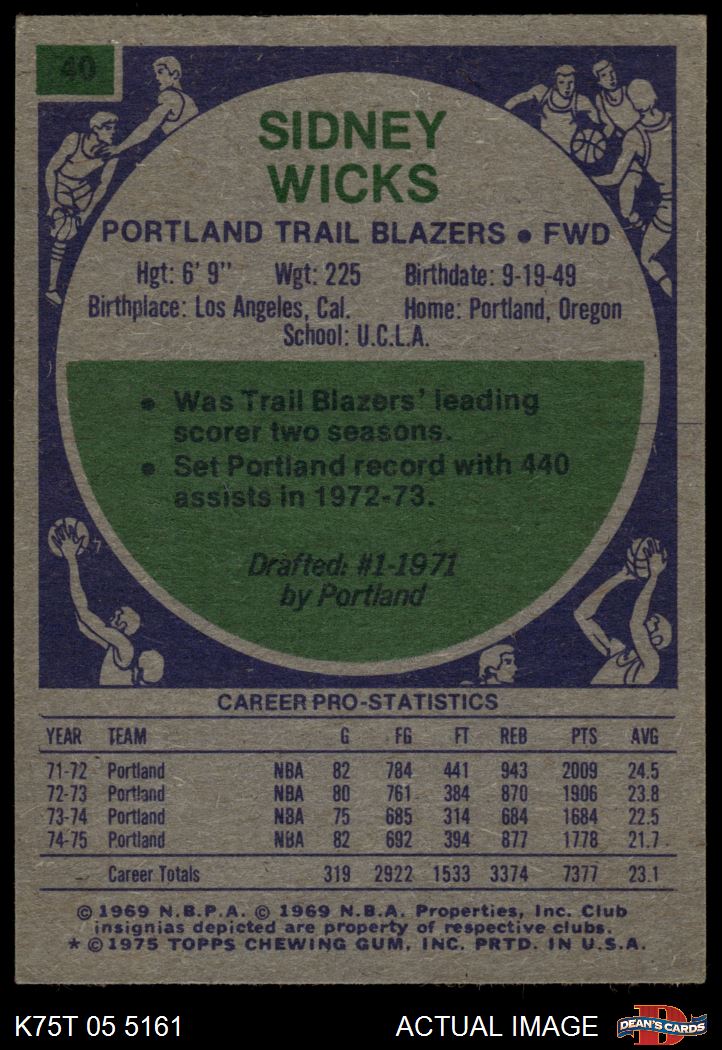 40
SIDNEY
WICKS
PORTLAND TRAIL BLAZERS • FWD
Hgt: 6' 9" Wgt: 225 Birthdate: 9-19-49
Birthplace: Los Angeles, Cal. Home: Portland, Oregon
School: U.C.L.A.
• Was Trail Blazers' leading
scorer two seasons.
• Set Portland record with 440
assists in 1972-73.
Drafted: #1-1971
by Portland
CAREER PRO-STATISTICS
YEAR TEAM G FG FT REB PTS AVG
71-72 Portland NBA 82 784 441 943 2009 24.5
72-73 Portland NBA 80 761 384 870 1906 23.8
73-74 Portland NBA 75 685 314 684 1684 22.5
74-75 Portland NBA 82 692 394 877 1778 21.7
Career Totals 319 2922 1533 3374 7377 23.1
© 1969 N.B.P.A. © 1969 N.B.A. Properties, Inc. Club
insignias depicted are property of respective clubs.
* © 1975 TOPPS CHEWING GUM, INC. PRTD. IN U.S.A.
K75T 05 5161 ACTUAL IMAGE D DEAN'S CARDS